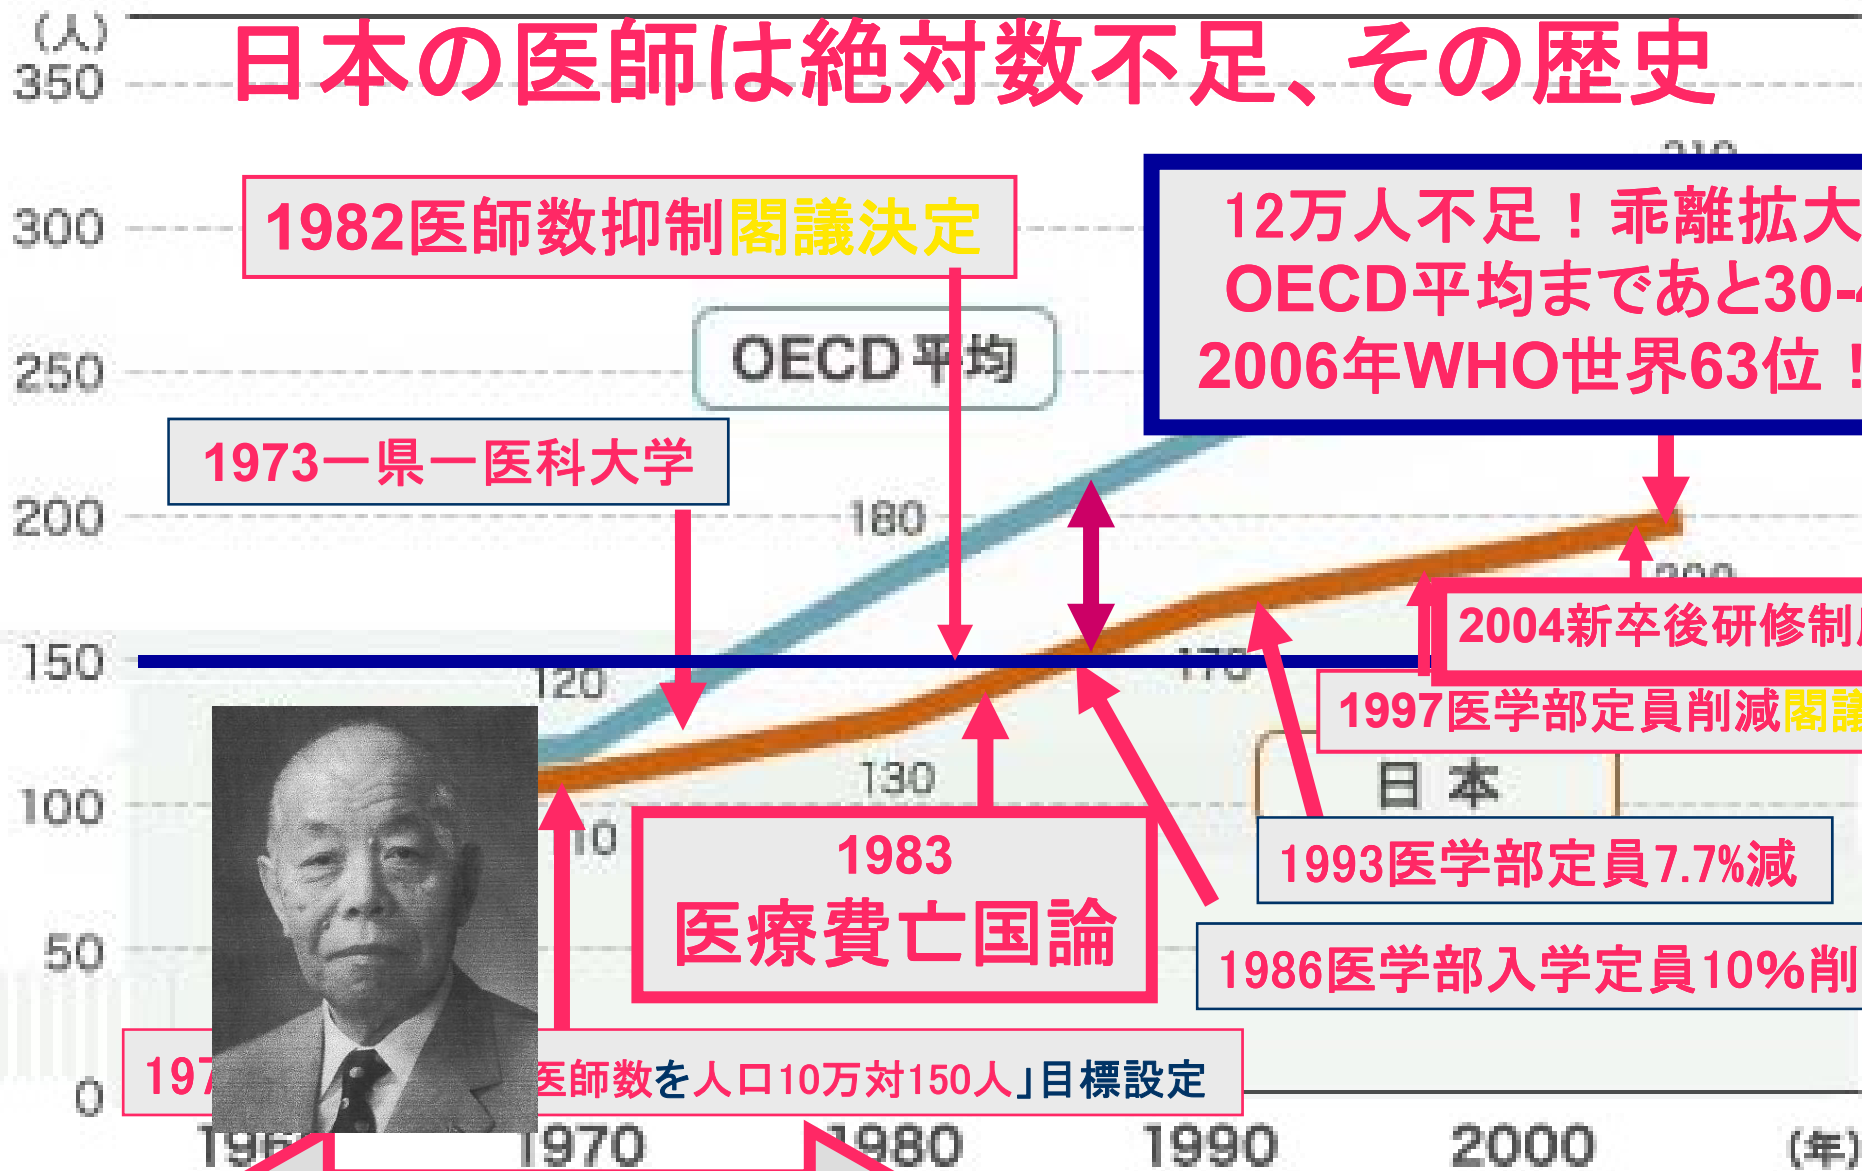 (人)
日本の医師は絶対数不足、その歴史
350
310
300
1982医師数抑制閣議決定
12万人不足！乖離拡大
OECD平均まであと30-4
2006年WHO世界63位！
250
OECD平均
1973一県一医科大学
200
180
200
2004新卒後研修制
150
120
170
1997医学部定員削減閣議
日本
100
130
10
1983
医療費亡国論
1993医学部定員7.7%減
50
1986医学部入学定員10%削
197
医師数を人口10万対150人」目標設定
0
196
1970
1980
1990
2000
(年)